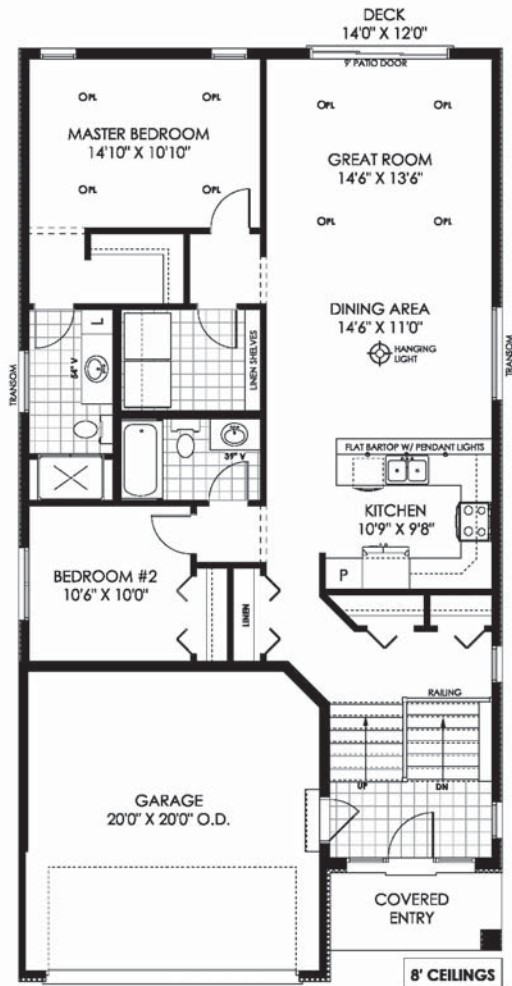 DECK
14'0" X 12'0"
9' PATIO DOOR
OPL
OPL
OPL
OPL
MASTER BEDROOM
14'10" X 10'10"
GREAT ROOM
14'6" X 13'6"
OPL
OPL
OPL
OPL
DINING AREA
14'6" X 11'0"
HANGING
LIGHT
TRANSOM
TRANSOM
L
54" V
LINEN SHELVES
39" V
FLAT BARTOP W/ PENDANT LIGHTS
KITCHEN
10'9" X 9'8"
P
BEDROOM #2
10'6" X 10'0"
LINEN
RAILING
UP
DN
GARAGE
20'0" X 20'0" O.D.
COVERED
ENTRY
8' CEILINGS